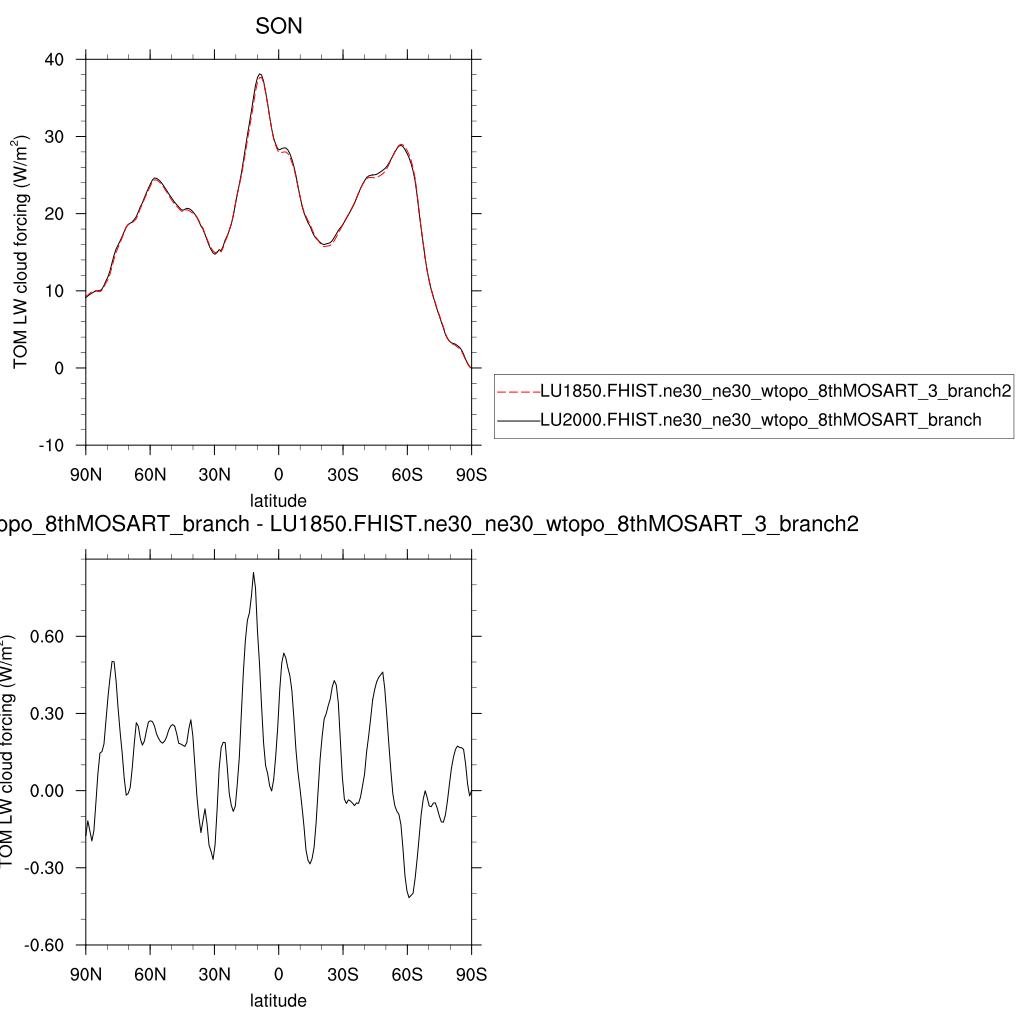 SON
40
30
20
10
0
-10
TOM LW cloud forcing (W/m²)
90N 60N 30N 0 30S 60S 90S
latitude
LU1850.FHIST.ne30_ne30_wtopo_8thMOSART_3_branch2
LU2000.FHIST.ne30_ne30_wtopo_8thMOSART_branch
opo_8thMOSART_branch - LU1850.FHIST.ne30_ne30_wtopo_8thMOSART_3_branch2
0.60
0.30
0.00
-0.30
-0.60
TOM LW cloud forcing (W/m²)
90N 60N 30N 0 30S 60S 90S
latitude